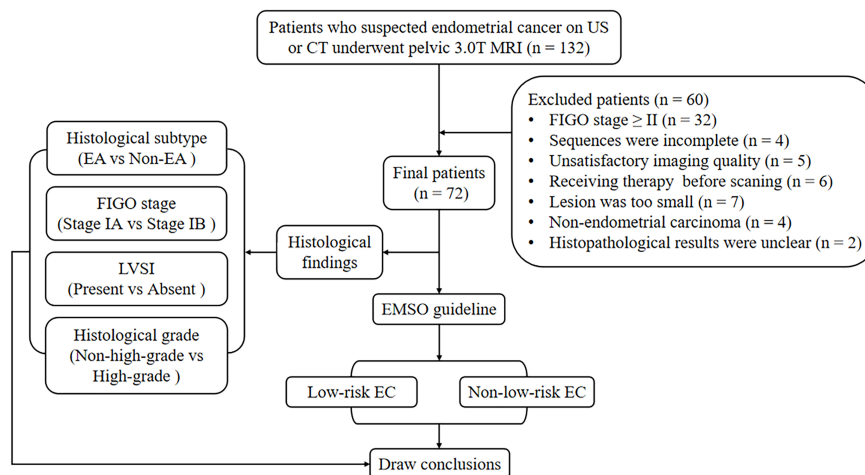 Patients who suspected endometrial cancer on US
or CT underwent pelvic 3.0T MRI (n = 132)
Excluded patients (n = 60)
• FIGO stage ≥ II (n = 32)
• Sequences were incomplete (n = 4)
• Unsatisfactory imaging quality (n = 5)
• Receiving therapy before scaning (n = 6)
• Lesion was too small (n = 7)
• Non-endometrial carcinoma (n = 4)
• Histopathological results were unclear (n = 2)
Final patients
(n = 72)
Histological
findings
Histological subtype
(EA vs Non-EA )
FIGO stage
(Stage IA vs Stage IB )
LVSI
(Present vs Absent )
Histological grade
(Non-high-grade vs
High-grade )
EMSO guideline
Low-risk EC
Non-low-risk EC
Draw conclusions